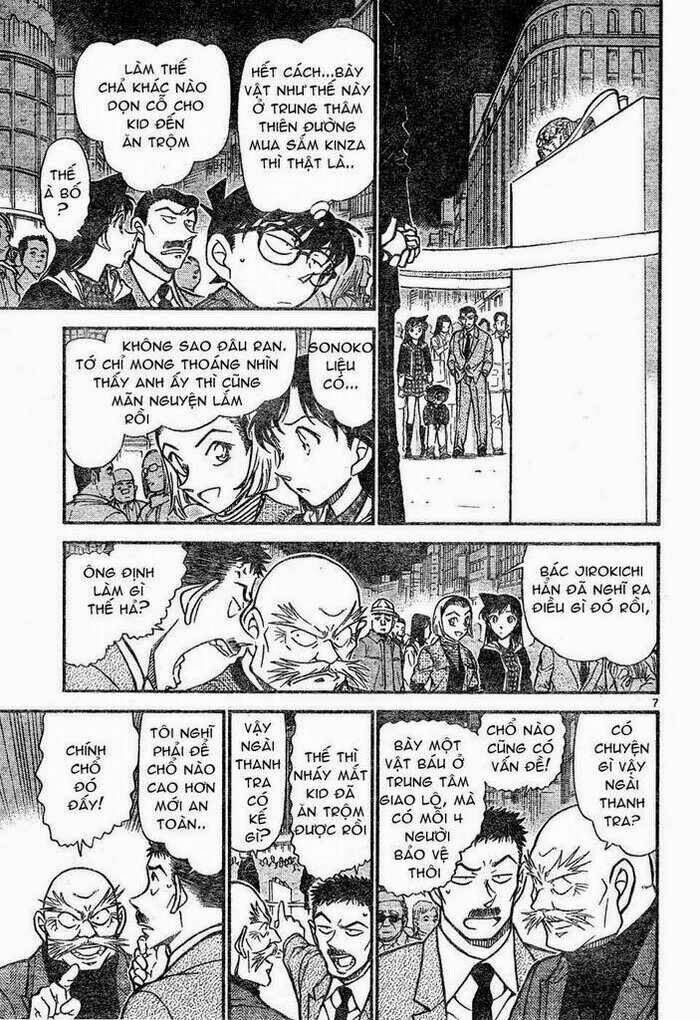 HẾT CÁCH...BÀY
VẬT NHƯ THẾ NÀY
Ở TRUNG THÂM
THIÊN ĐƯỜNG
MUA SẮM KINZA
THÌ THẬT LÀ..
LÀM THẾ
CHẢ KHÁC NÀO
DỌN CỖ CHO
KID ĐẾN
ĂN TRỘM
THẾ
À BỐ
?
SONOKO
LIỆU
CÓ...
KHÔNG SAO ĐÂU RAN.
TỚ CHỈ MONG THOÁNG NHÌN
THẤY ANH ẤY THÌ CŨNG
MÃN NGUYỆN LẮM
RỒI
BÁC JIROKICHI
HẢN ĐÃ NGHĨ RA
ĐIỀU GÌ ĐÓ RỒI,
ÔNG ĐỊNH
LÀM GÌ
THẾ HẢ?
7
CÓ
CHUYỆN
GÌ VẬY
NGÀI
THANH
TRA?
CHỔ NÀO
CŨNG CÓ
VẤN ĐỀ!
BÀY MỘT
VẬT BÁU Ở
TRUNG TÂM
GIAO LỘ, MÀ
CÓ MỖI 4
NGƯỜI
BẢO VỆ
THÔI
THẾ THÌ
NHÁY MẮT
KID ĐÃ
ĂN TRỘM
ĐƯỢC RỒI
VẬY
NGÀI
THANH
TRA
CÓ
KẾ
GÌ?
TÔI NGHĨ
PHẢI ĐỂ
CHỔ NÀO
CAO HƠN
MỚI AN
TOÀN..
CHÍNH
CHỔ
ĐÓ
ĐẤY!